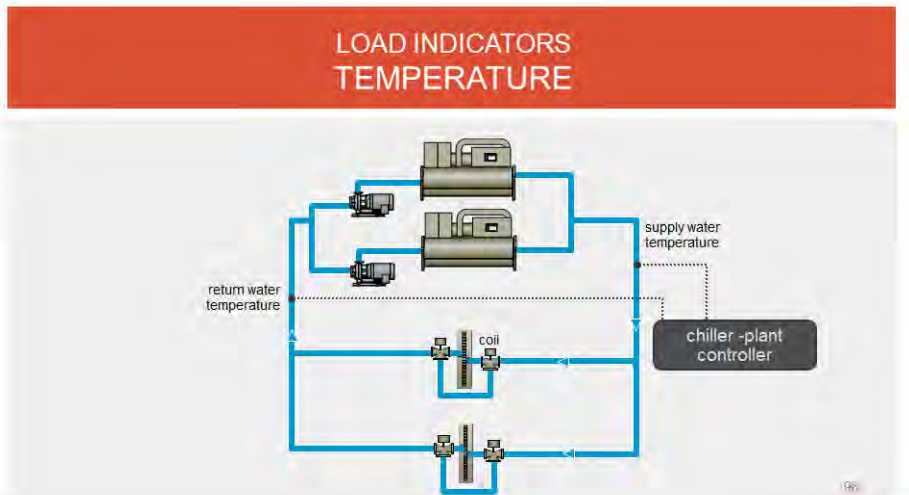 LOAD INDICATORS
TEMPERATURE
supply water
temperature
return water
temperature
coil
chiller -plant
controller